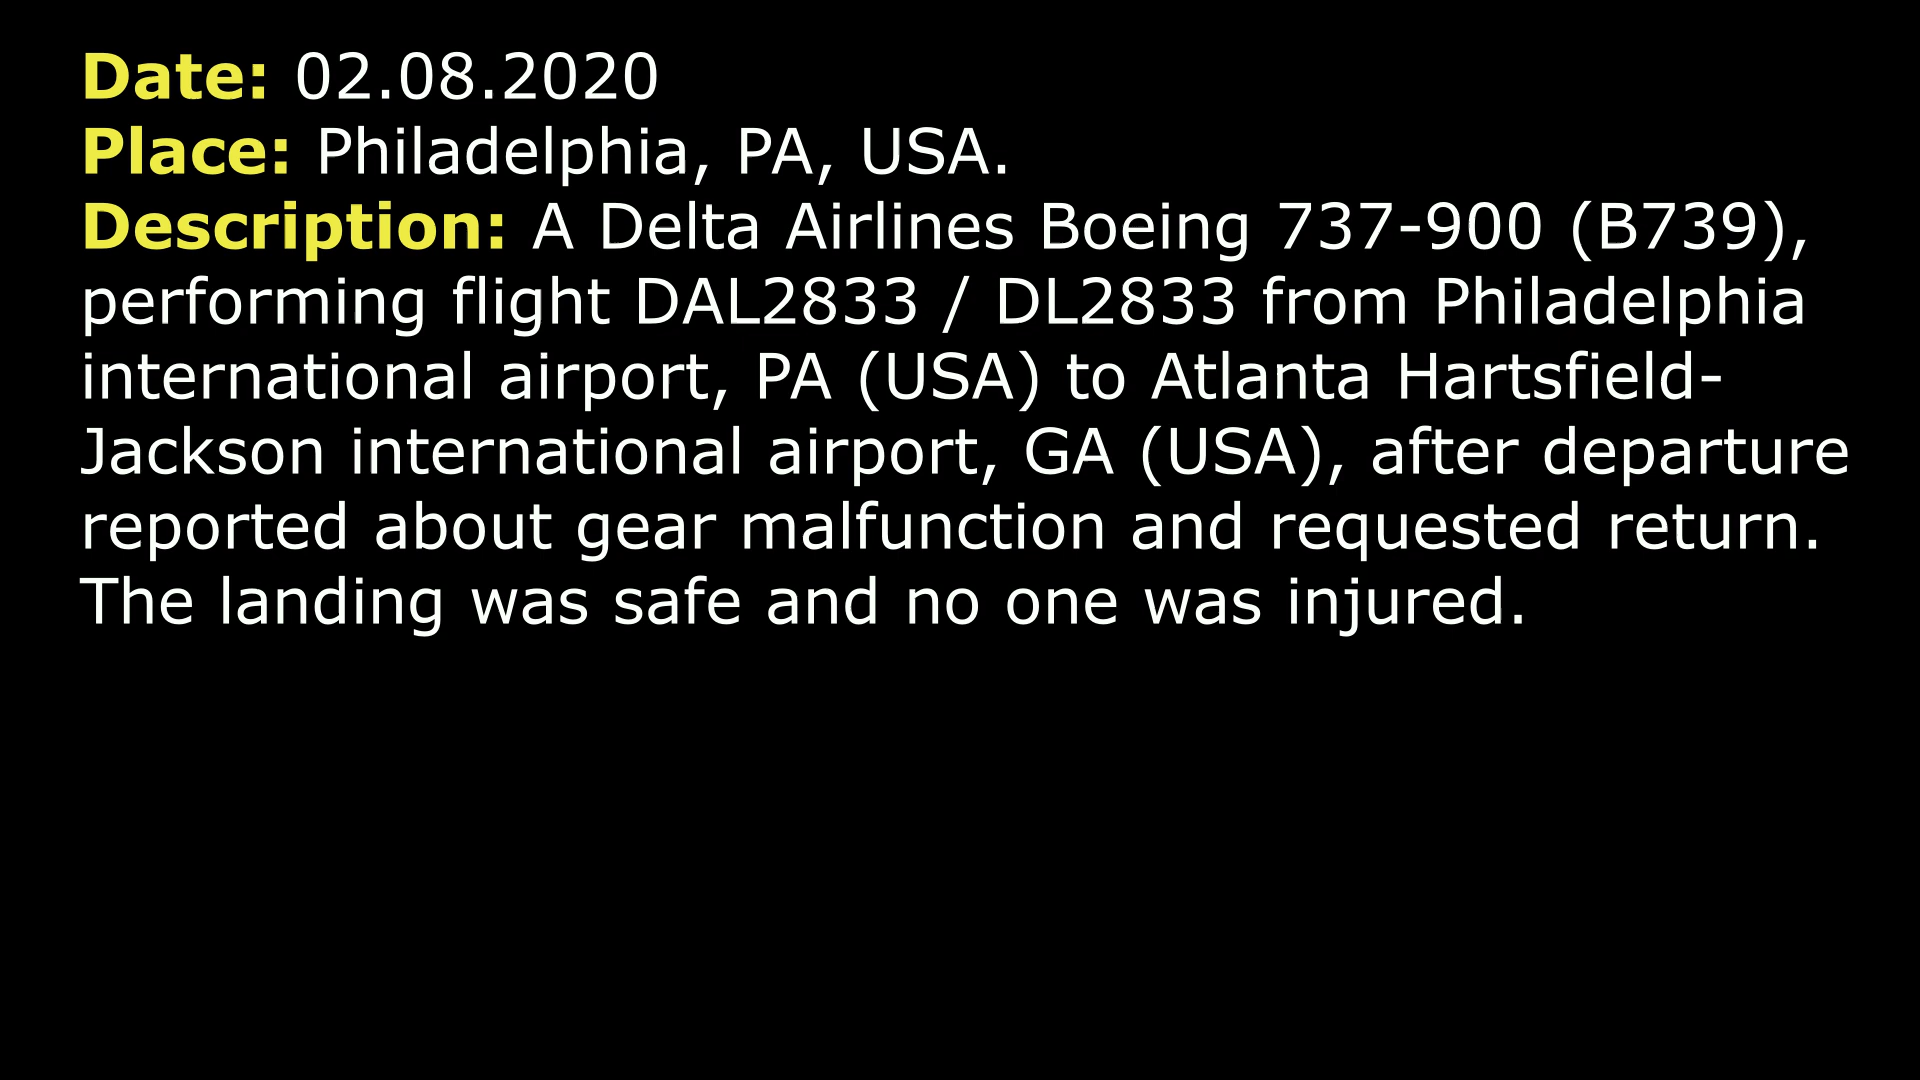 Date: 02.08.2020
Place: Philadelphia, PA, USA.
Description: A Delta Airlines Boeing 737-900 (B739),
performing flight DAL2833 / DL2833 from Philadelphia
international airport, PA (USA) to Atlanta Hartsfield-
Jackson international airport, GA (USA), after departure
reported about gear malfunction and requested return.
The landing was safe and no one was injured.